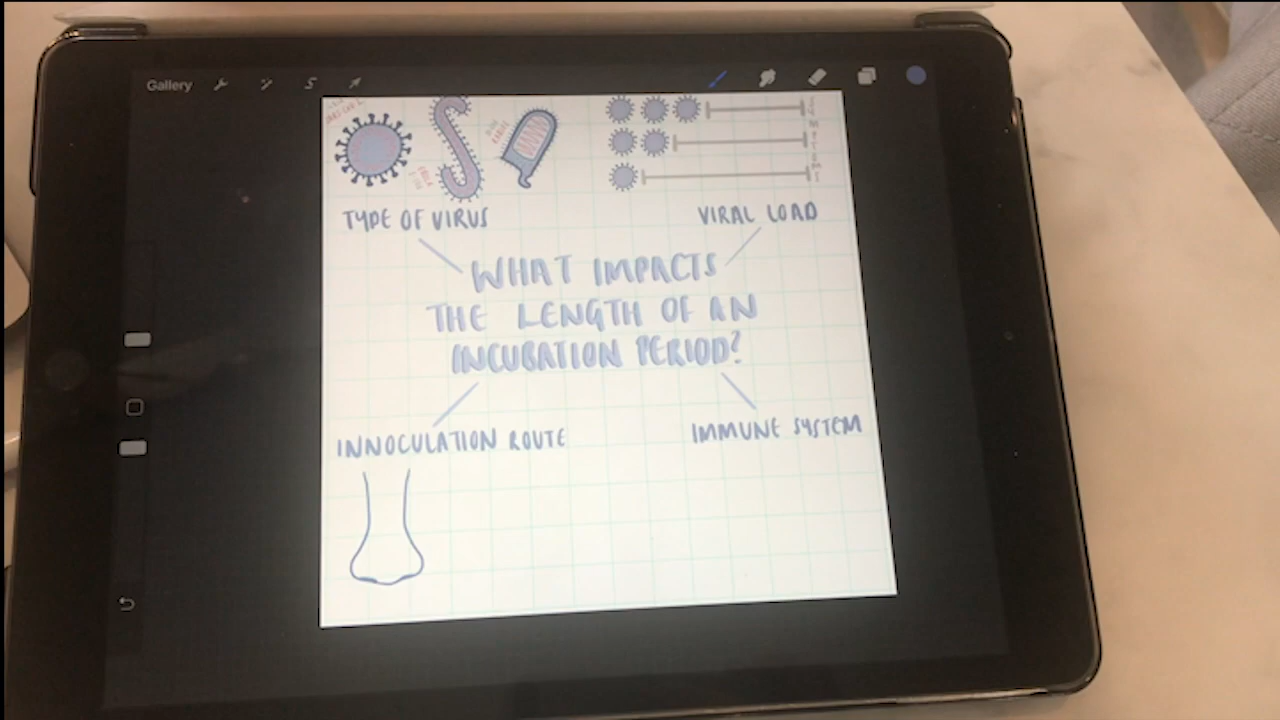 Gallery
TYPE OF VIRUS
VIRAL LOAD
WHAT IMPACTS
THE LENGTH OF AN
INCUBATION PERIOD?
INNOCULATION ROUTE
IMMUNE SYSTEM